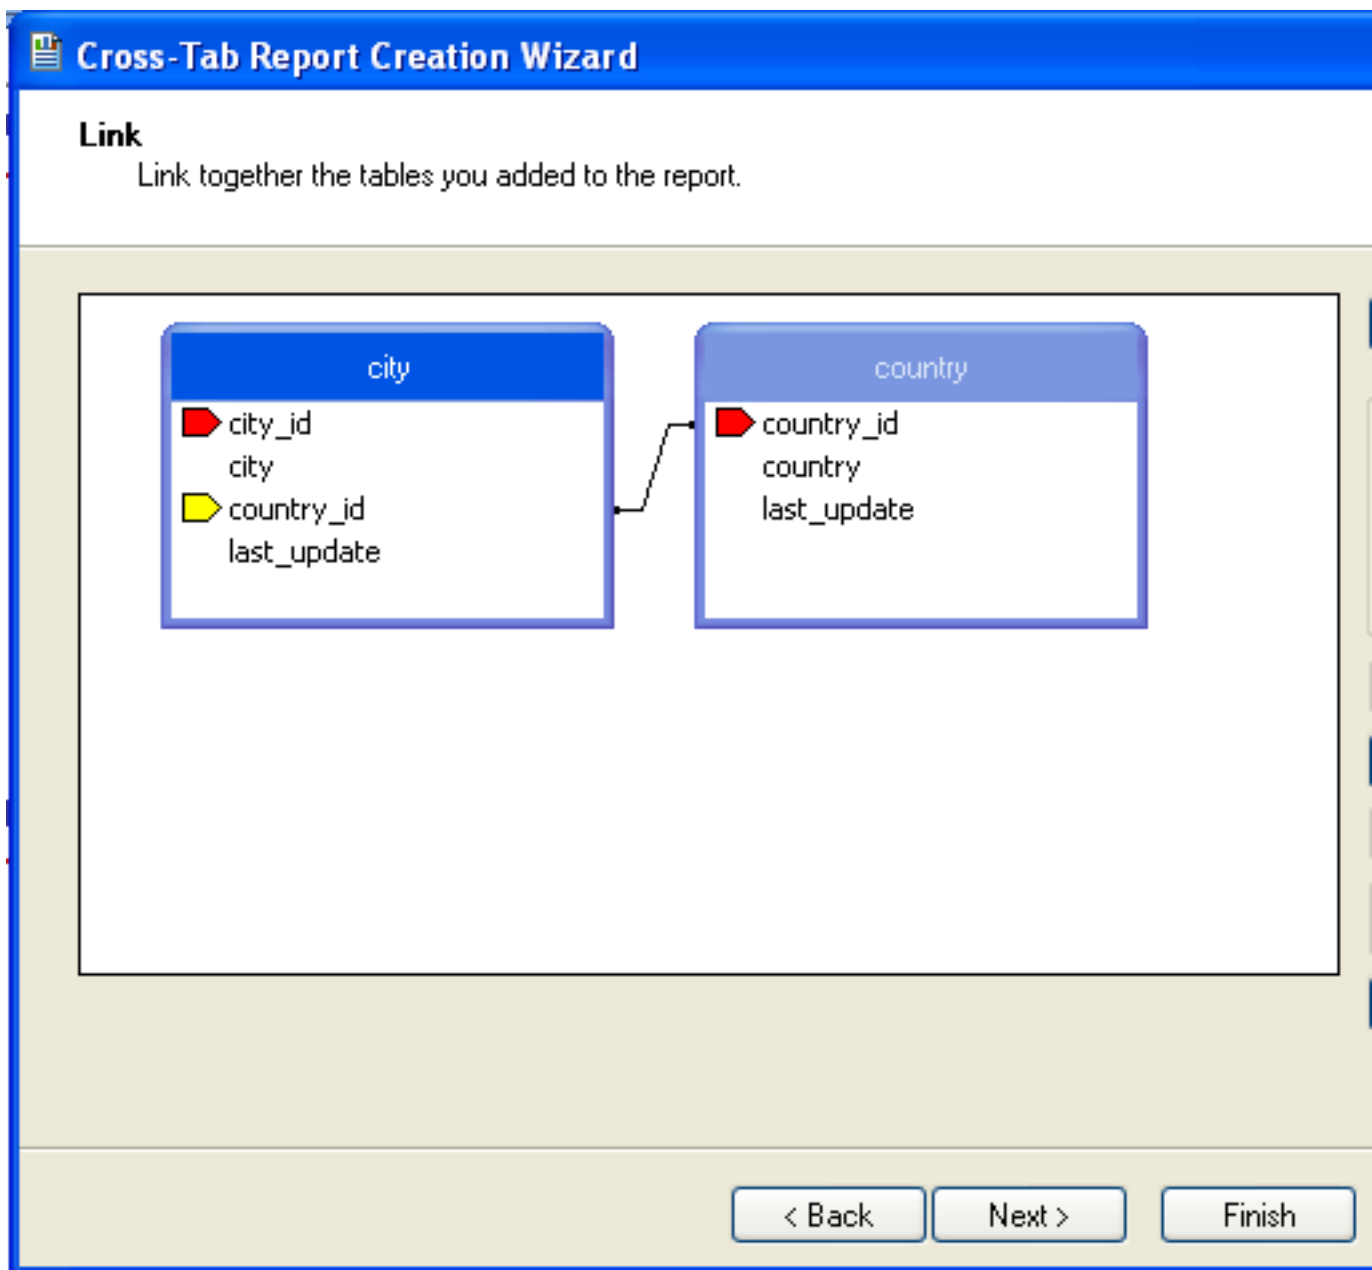 Cross-Tab Report Creation Wizard
Link
Link together the tables you added to the report.
city
city_id
city
country_id
last_update
country
country_id
country
last_update
< Back
Next >
Finish